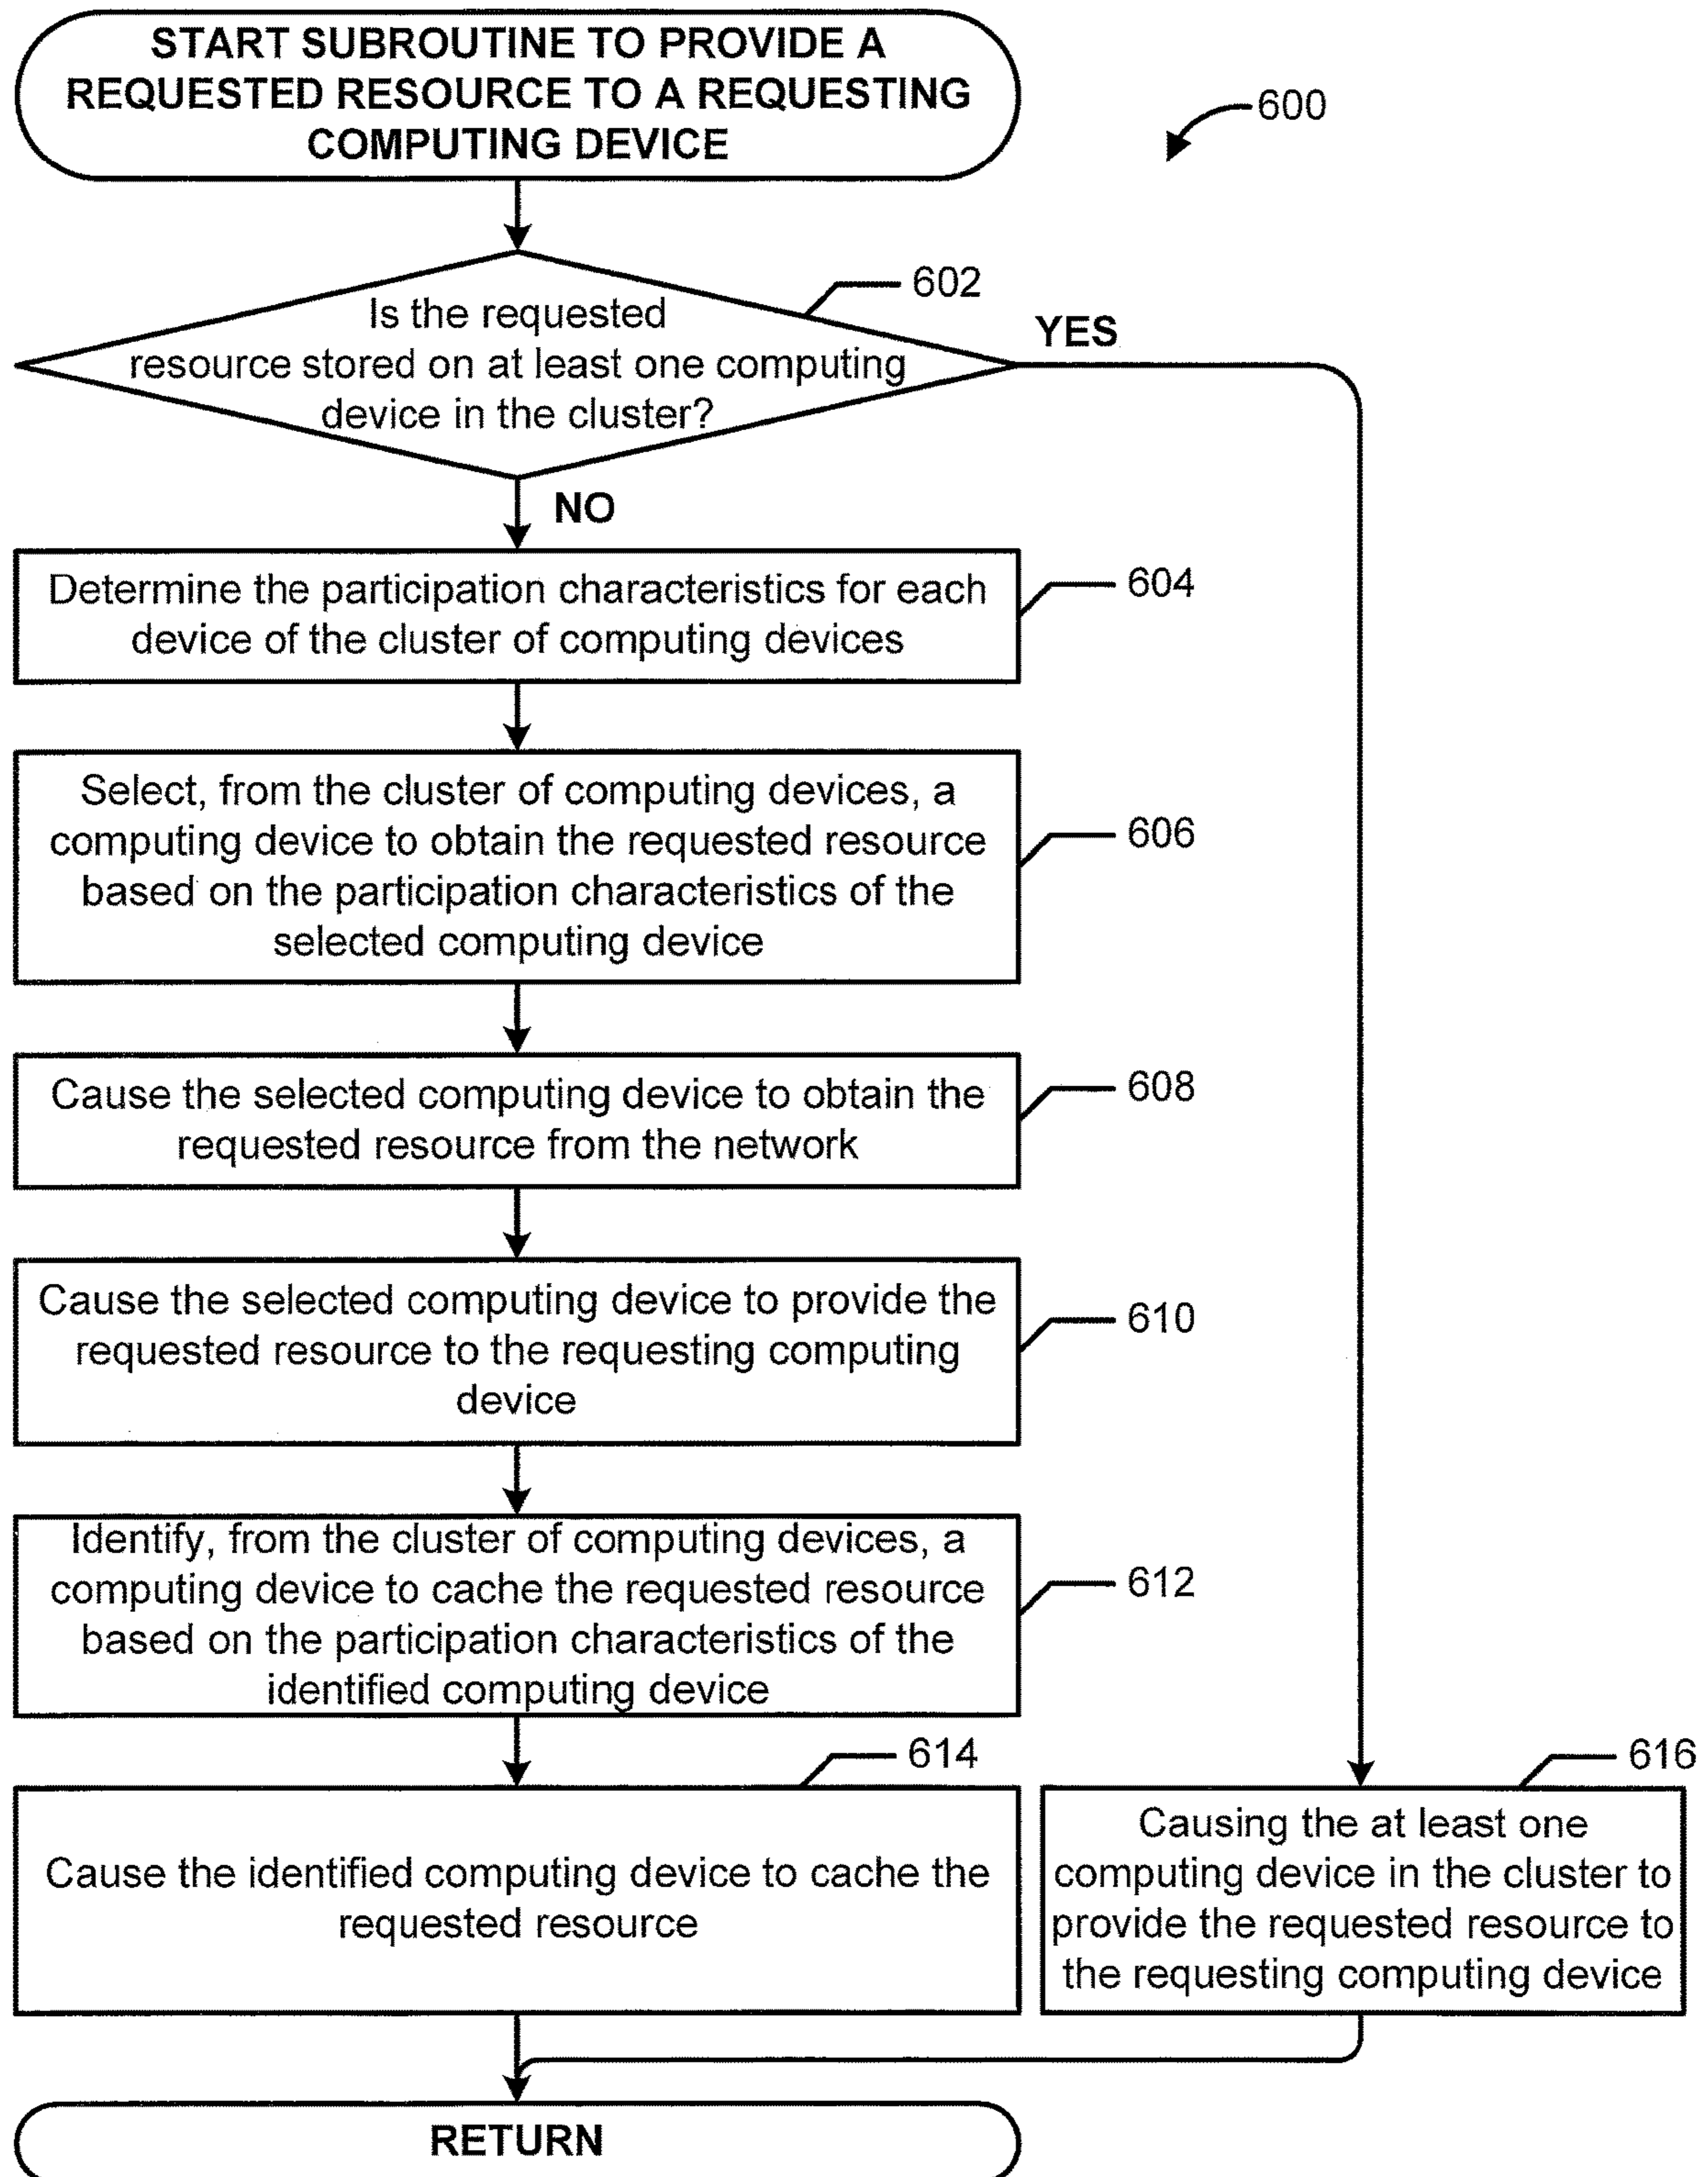 START SUBROUTINE TO PROVIDE A
REQUESTED RESOURCE TO A REQUESTING
COMPUTING DEVICE
600
602
Is the requested
resource stored on at least one computing
device in the cluster?
YES
NO
Determine the participation characteristics for each
device of the cluster of computing devices
604
Select, from the cluster of computing devices, a
computing device to obtain the requested resource
based on the participation characteristics of the
selected computing device
606
Cause the selected computing device to obtain the
requested resource from the network
608
Cause the selected computing device to provide the
requested resource to the requesting computing
device
610
Identify, from the cluster of computing devices, a
computing device to cache the requested resource
based on the participation characteristics of the
identified computing device
612
614
Cause the identified computing device to cache the
requested resource
616
Causing the at least one
computing device in the cluster to
provide the requested resource to
the requesting computing device
RETURN